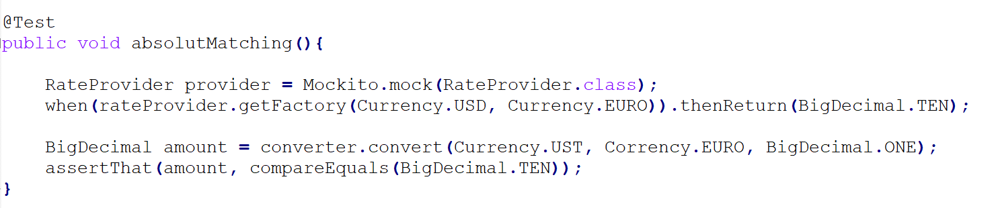 @Test
public void absolutMatching(){
RateProvider provider = Mockito.mock(RateProvider.class);
when(rateProvider.getFactory(Currency.USD, Currency.EURO)).thenReturn(BigDecimal.TEN);
BigDecimal amount = converter.convert(Currency.UST, Corrency.EURO, BigDecimal.ONE);
assertThat(amount, compareEquals(BigDecimal.TEN));
}